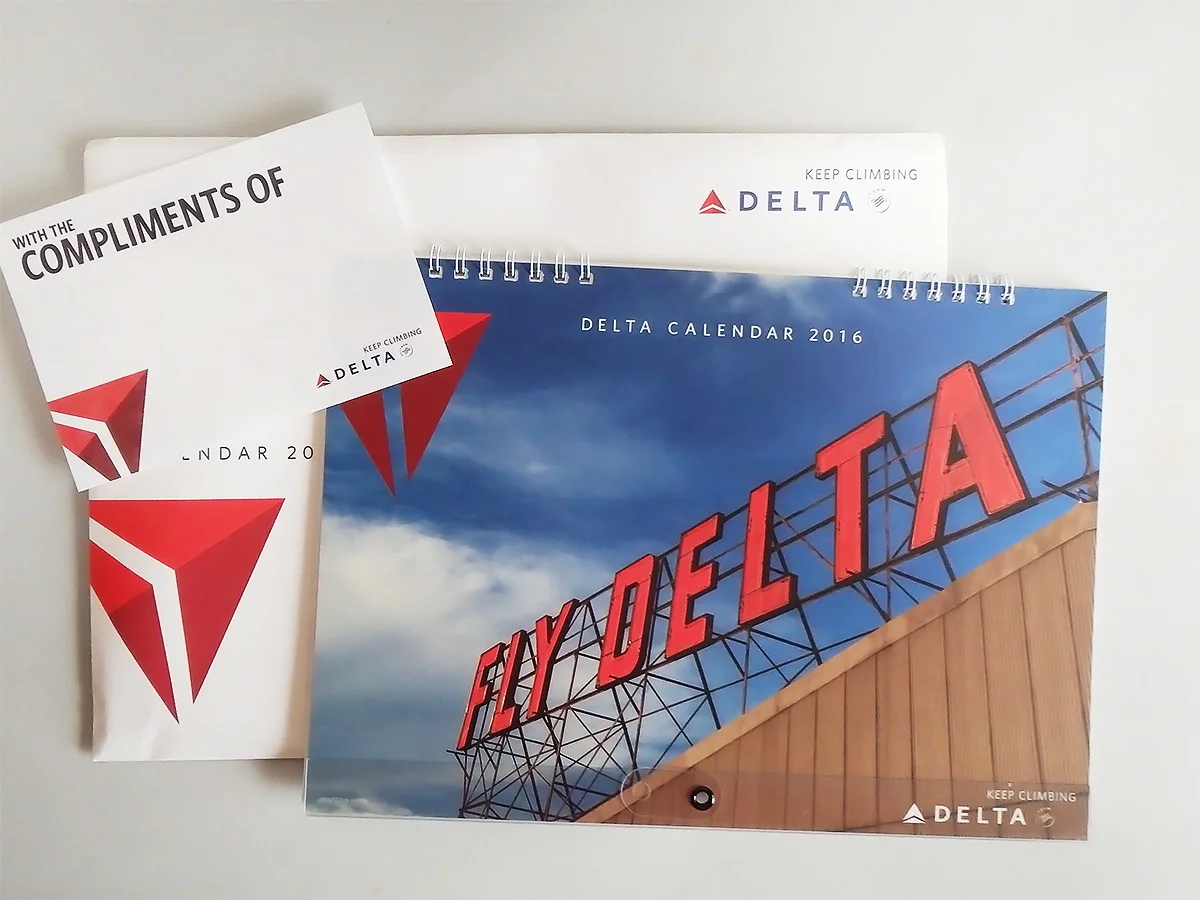 WITH THE
COMPLIMENTS OF
KEEP CLIMBING
DELTA
KEEP CLIMBING
DELTA
ENDAR 20
DELTA CALENDAR 2016
FLY DELTA
KEEP CLIMBING
DELTA